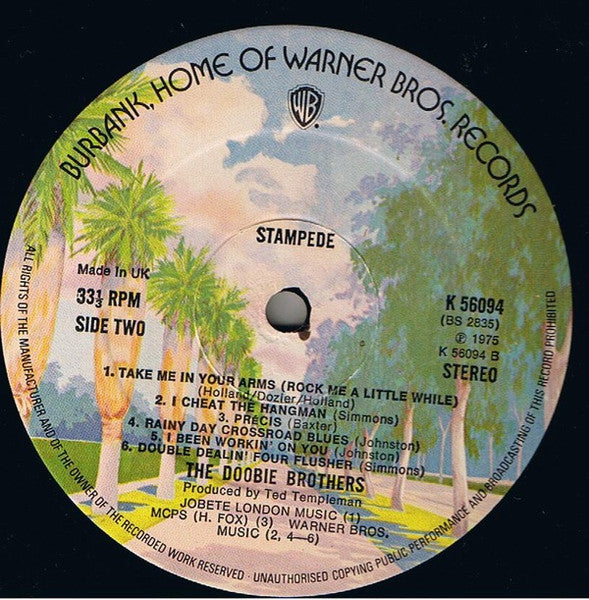 BURBANK, HOME OF WARNER BROS. RECORDS
WB
STAMPEDE
Made In UK
33⅓ RPM
SIDE TWO
K 56094
(BS 2835)
℗ 1975
K 56094 B
STEREO
1. TAKE ME IN YOUR ARMS (ROCK ME A LITTLE WHILE)
(Holland/Dozler/Holland)
2. I CHEAT THE HANGMAN (Simmons)
3. PRÉCIS (Baxter)
4. RAINY DAY CROSSROAD BLUES (Johnston)
5. I BEEN WORKIN' ON YOU (Johnston)
6. DOUBLE DEALIN' FOUR FLUSHER (Simmons)
THE DOOBIE BROTHERS
Produced by Ted Templeman
JOBETE LONDON MUSIC (1)
MCPS (H. FOX) (3) WARNER BROS.
MUSIC (2, 4—6)
ALL RIGHTS OF THE MANUFACTURER AND OF THE OWNER OF THE RECORDED WORK RESERVED · UNAUTHORISED COPYING PUBLIC PERFORMANCE AND BROADCASTING OF THIS RECORD PROHIBITED